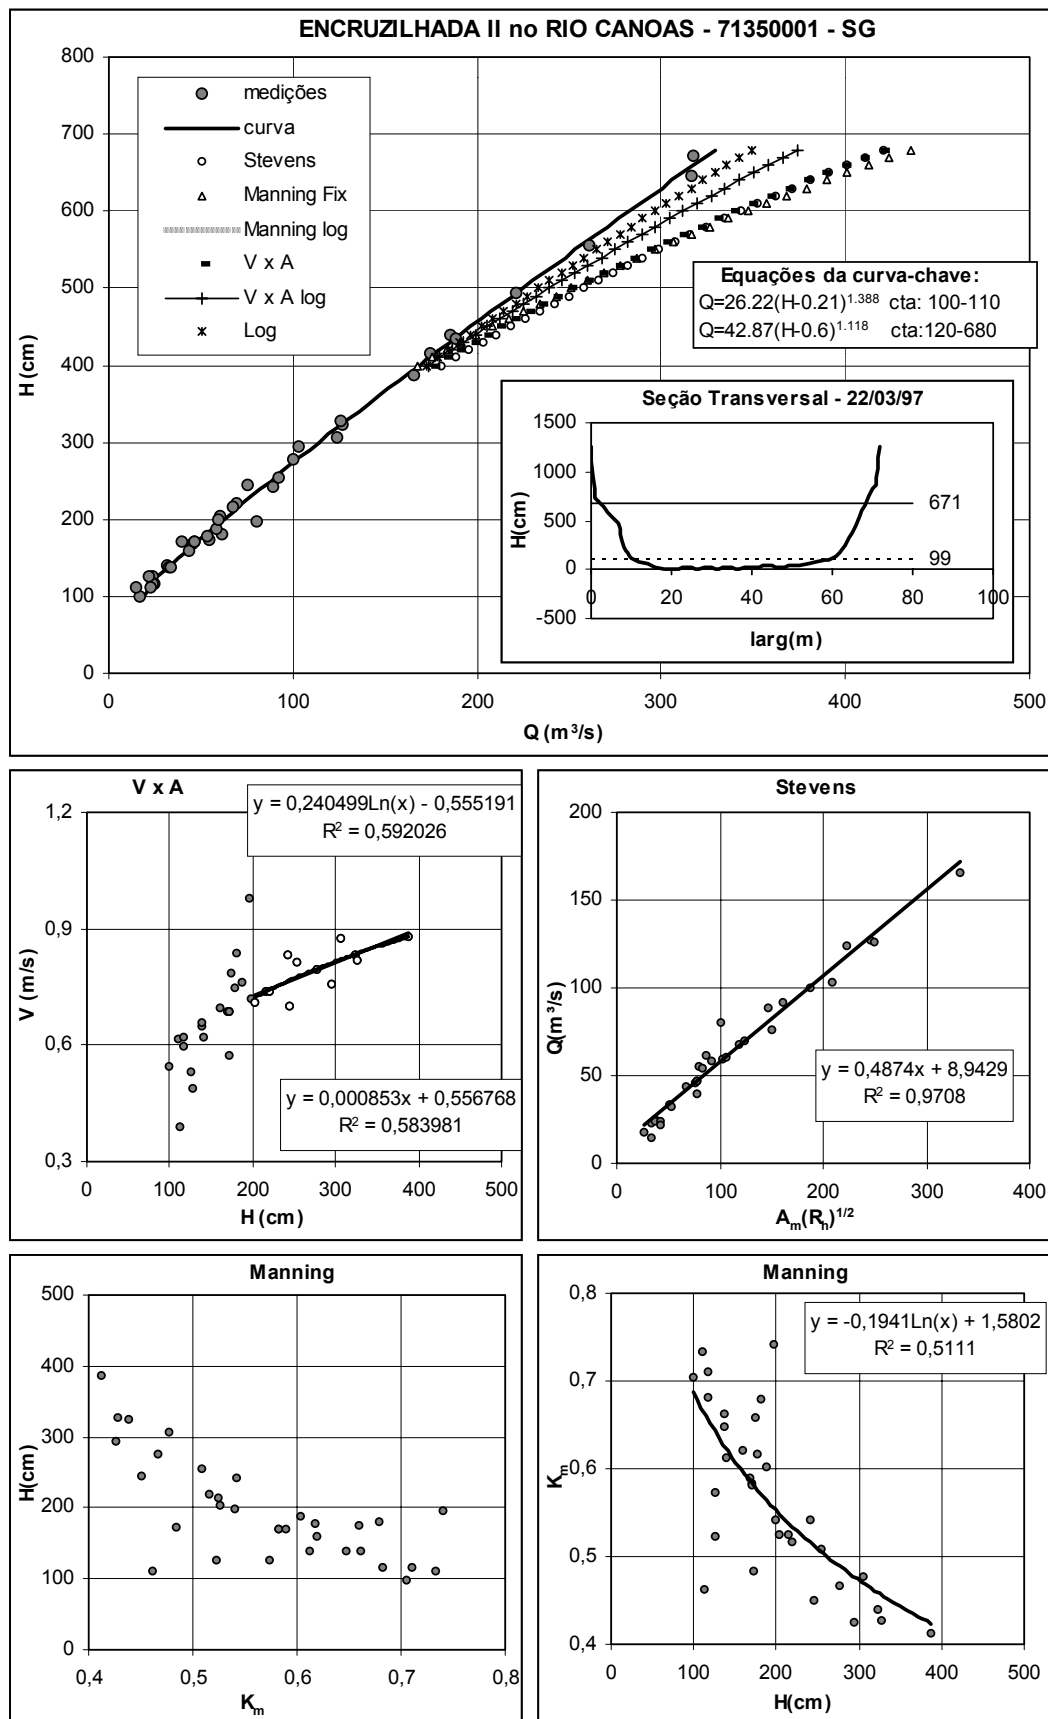 ENCRUZILHADA II no RIO CANOAS - 71350001 - SG
800
700
600
500
400
300
200
100
0
H (cm)
medições
curva
Stevens
Manning Fix
Manning log
V x A
V x A log
Log
Equações da curva-chave:
Q=26.22(H-0.21)^1.388 cta: 100-110
Q=42.87(H-0.6)^1.118 cta:120-680
Seção Transversal - 22/03/97
1500
1000
500
0
-500
H(cm)
671
99
0 20 40 60 80 100
larg(m)
0 100 200 300 400 500
Q (m³/s)
V x A
y = 0,240499Ln(x) - 0,555191
R² = 0,592026
1,2
0,9
0,6
0,3
V (m/s)
y = 0,000853x + 0,556768
R² = 0,583981
0 100 200 300 400 500
H (cm)
Stevens
200
150
100
50
0
Q(m³/s)
y = 0,4874x + 8,9429
R² = 0,9708
0 100 200 300 400
Aₘ(Rₕ)^1/2
Manning
500
400
300
200
100
0
H(cm)
0,4 0,5 0,6 0,7 0,8
Kₘ
Manning
0,8
0,7
0,6
0,5
0,4
Kₘ
y = -0,1941Ln(x) + 1,5802
R² = 0,5111
0 100 200 300 400 500
H(cm)